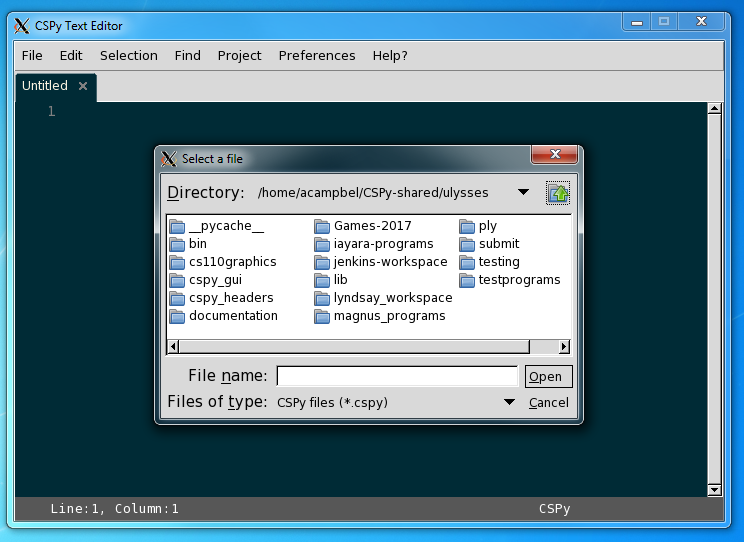 CSPy Text Editor
File Edit Selection Find Project Preferences Help?
Untitled
1
Select a file
Directory: /home/acampbel/CSPy-shared/ulysses
__pycache__ Games-2017 ply
bin iayara-programs submit
cs110graphics jenkins-workspace testing
cspy_gui lib testprograms
cspy_headers lyndsay_workspace
documentation magnus_programs
File name: Open
Files of type: CSPy files (*.cspy) Cancel
Line:1, Column:1 CSPy